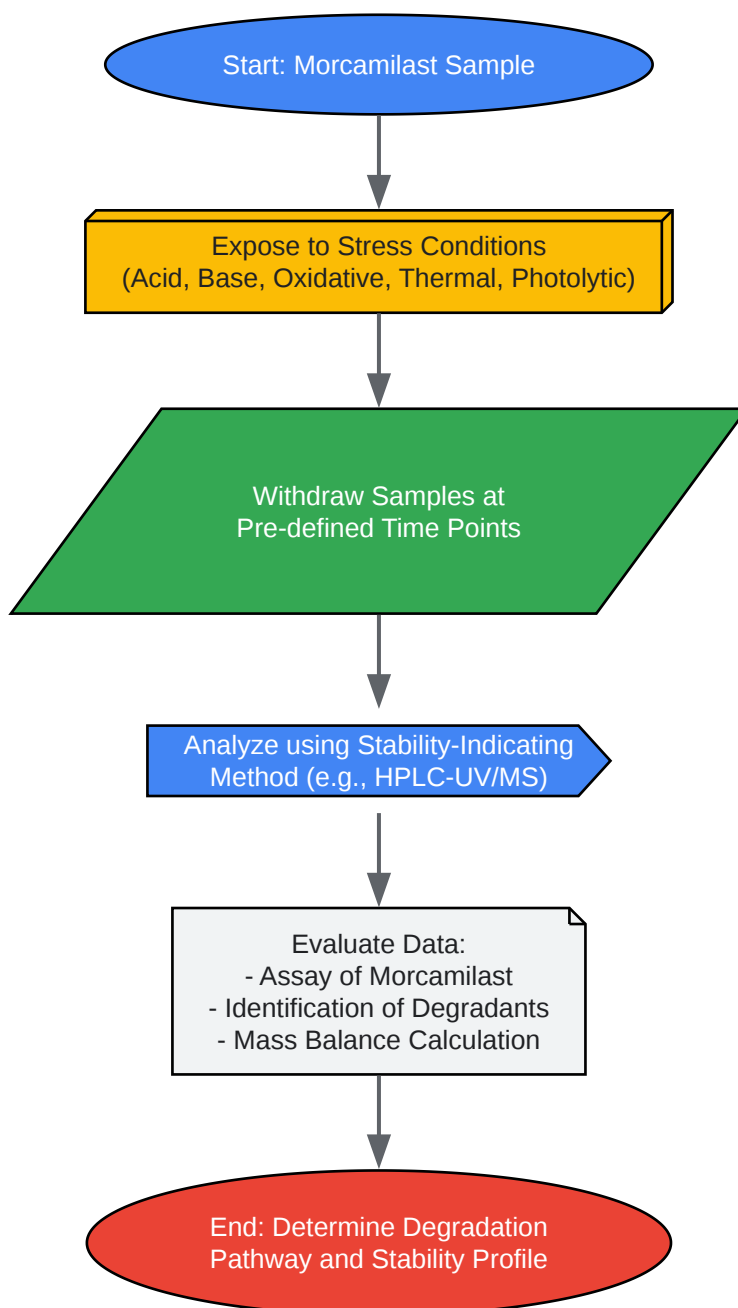 Start: Morcamilast Sample
Expose to Stress Conditions
(Acid, Base, Oxidative, Thermal, Photolytic)
Withdraw Samples at
Pre-defined Time Points
Analyze using Stability-Indicating
Method (e.g., HPLC-UV/MS)
Evaluate Data:
- Assay of Morcamilast
- Identification of Degradants
- Mass Balance Calculation
End: Determine Degradation
Pathway and Stability Profile